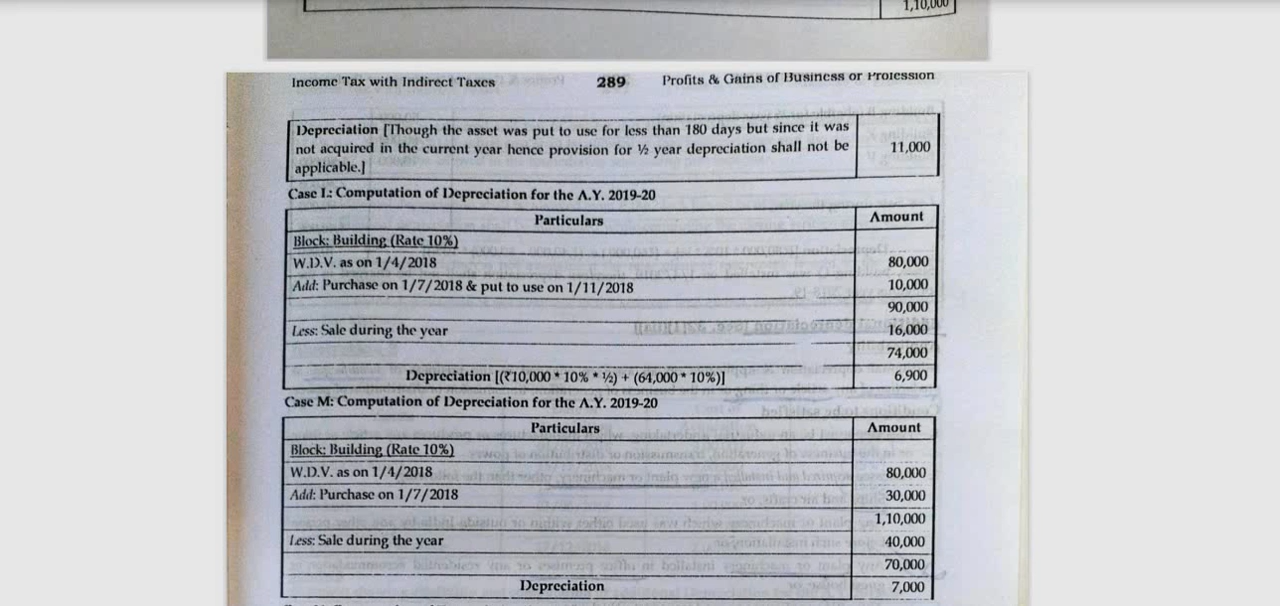 1,10,000
Income Tax with Indirect Taxes 289 Profits & Gains of Business or Profession
Depreciation [Though the asset was put to use for less than 180 days but since it was
not acquired in the current year hence provision for ½ year depreciation shall not be 11,000
applicable.]
Case L: Computation of Depreciation for the A.Y. 2019-20
Particulars Amount
Block: Building (Rate 10%)
W.D.V. as on 1/4/2018 80,000
Add: Purchase on 1/7/2018 & put to use on 1/11/2018 10,000
90,000
Less: Sale during the year 16,000
74,000
Depreciation [(₹10,000 * 10% * ½) + (64,000 * 10%)] 6,900
Case M: Computation of Depreciation for the A.Y. 2019-20
Particulars Amount
Block: Building (Rate 10%)
W.D.V. as on 1/4/2018 80,000
Add: Purchase on 1/7/2018 30,000
1,10,000
Less: Sale during the year 40,000
70,000
Depreciation 7,000